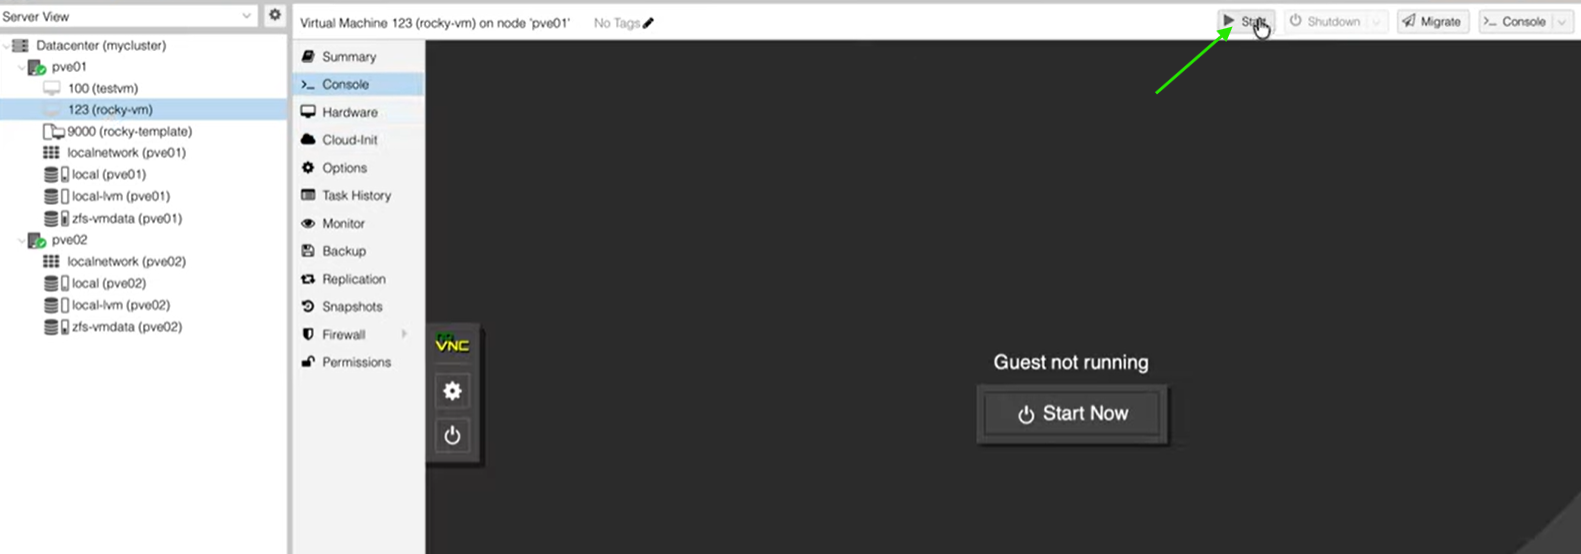 Server View
Virtual Machine 123 (rocky-vm) on node 'pve01'
No Tags
Start
Shutdown
Migrate
>_ Console
Datacenter (mycluster)
pve01
100 (testvm)
123 (rocky-vm)
9000 (rocky-template)
localnetwork (pve01)
local (pve01)
local-lvm (pve01)
zfs-vmdata (pve01)
pve02
localnetwork (pve02)
local (pve02)
local-lvm (pve02)
zfs-vmdata (pve02)
Summary
>_ Console
Hardware
Cloud-Init
Options
Task History
Monitor
Backup
Replication
Snapshots
Firewall
Permissions
no
VNC
Guest not running
Start Now